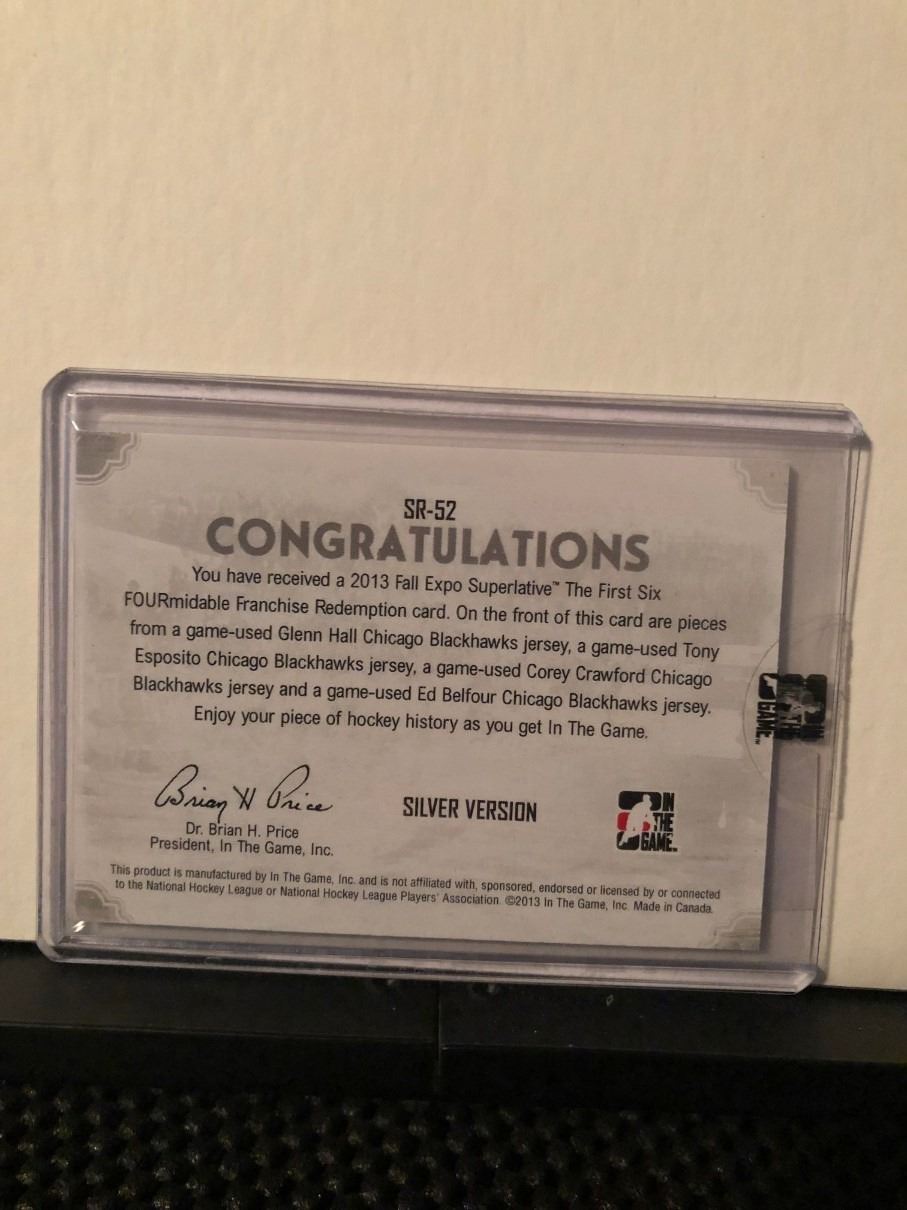 SR-52
CONGRATULATIONS
You have received a 2013 Fall Expo Superlative™ The First Six
FOURmidable Franchise Redemption card. On the front of this card are pieces
from a game-used Glenn Hall Chicago Blackhawks jersey, a game-used Tony
Esposito Chicago Blackhawks jersey, a game-used Corey Crawford Chicago
Blackhawks jersey and a game-used Ed Belfour Chicago Blackhawks jersey.
Enjoy your piece of hockey history as you get In The Game.
Brian H Price
Dr. Brian H. Price
President, In The Game, Inc.
SILVER VERSION
IN
THE
GAME™
This product is manufactured by In The Game, Inc. and is not affiliated with, sponsored, endorsed or licensed by or connected
to the National Hockey League or National Hockey League Players' Association. ©2013 In The Game, Inc. Made in Canada.
IN
THE
GAME™